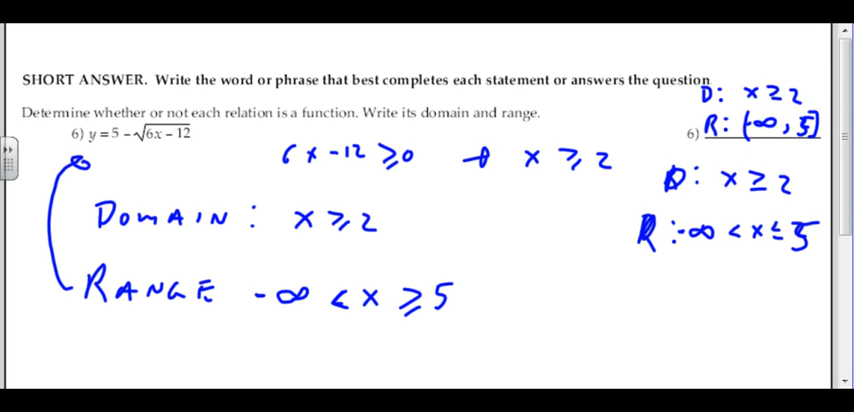 SHORT ANSWER. Write the word or phrase that best completes each statement or answers the question
Determine whether or not each relation is a function. Write its domain and range.
6) y = 5 - √(6x - 12)
6)
D: x ≥ 2
R: (-∞, 5]
6x - 12 ≥ 0 → x ≥ 2
D: x ≥ 2
DOMAIN: x ≥ 2
R: -∞ < x ≤ 5
RANGE -∞ < x ≥ 5